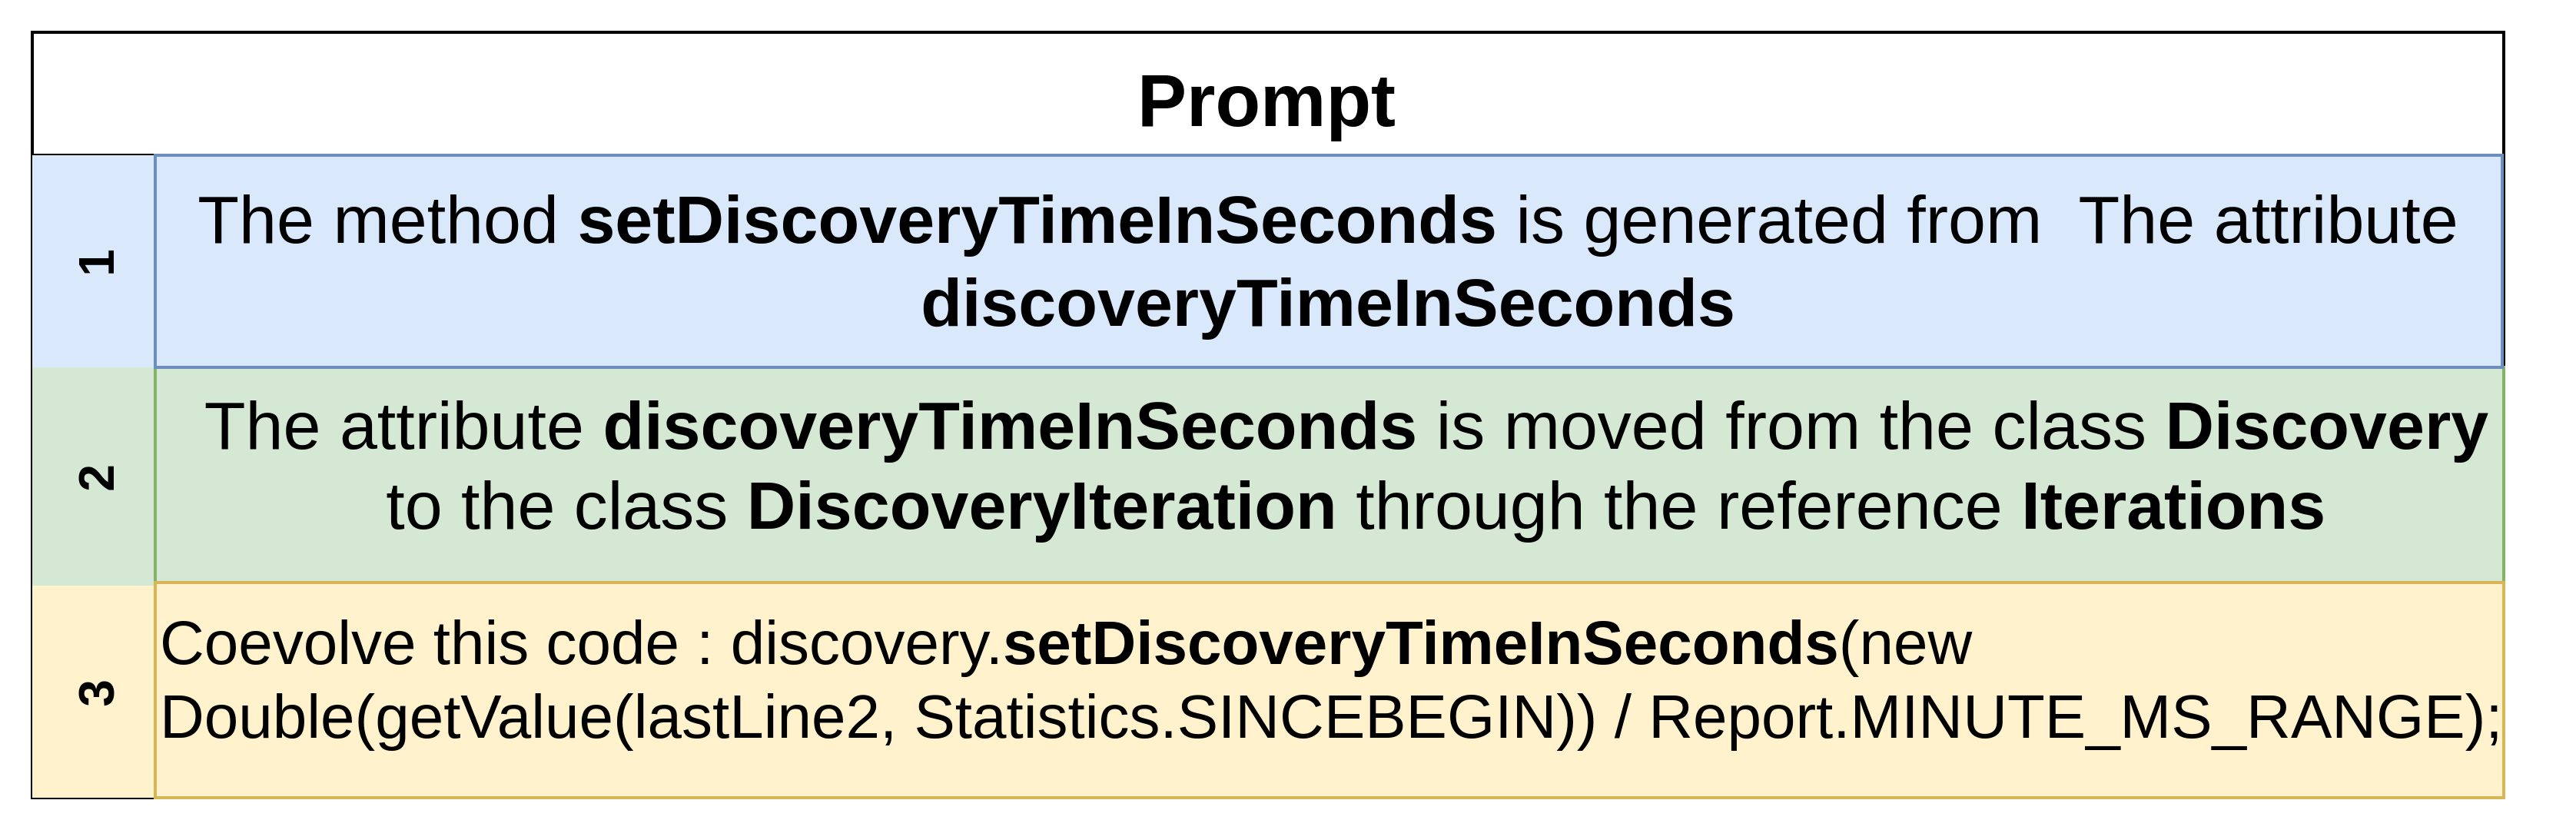 Prompt
1
The method setDiscoveryTimeInSeconds is generated from  The attribute
discoveryTimeInSeconds
2
The attribute discoveryTimeInSeconds is moved from the class Discovery
to the class DiscoveryIteration through the reference Iterations
3
Coevolve this code : discovery.setDiscoveryTimeInSeconds(new
Double(getValue(lastLine2, Statistics.SINCEBEGIN)) / Report.MINUTE_MS_RANGE);